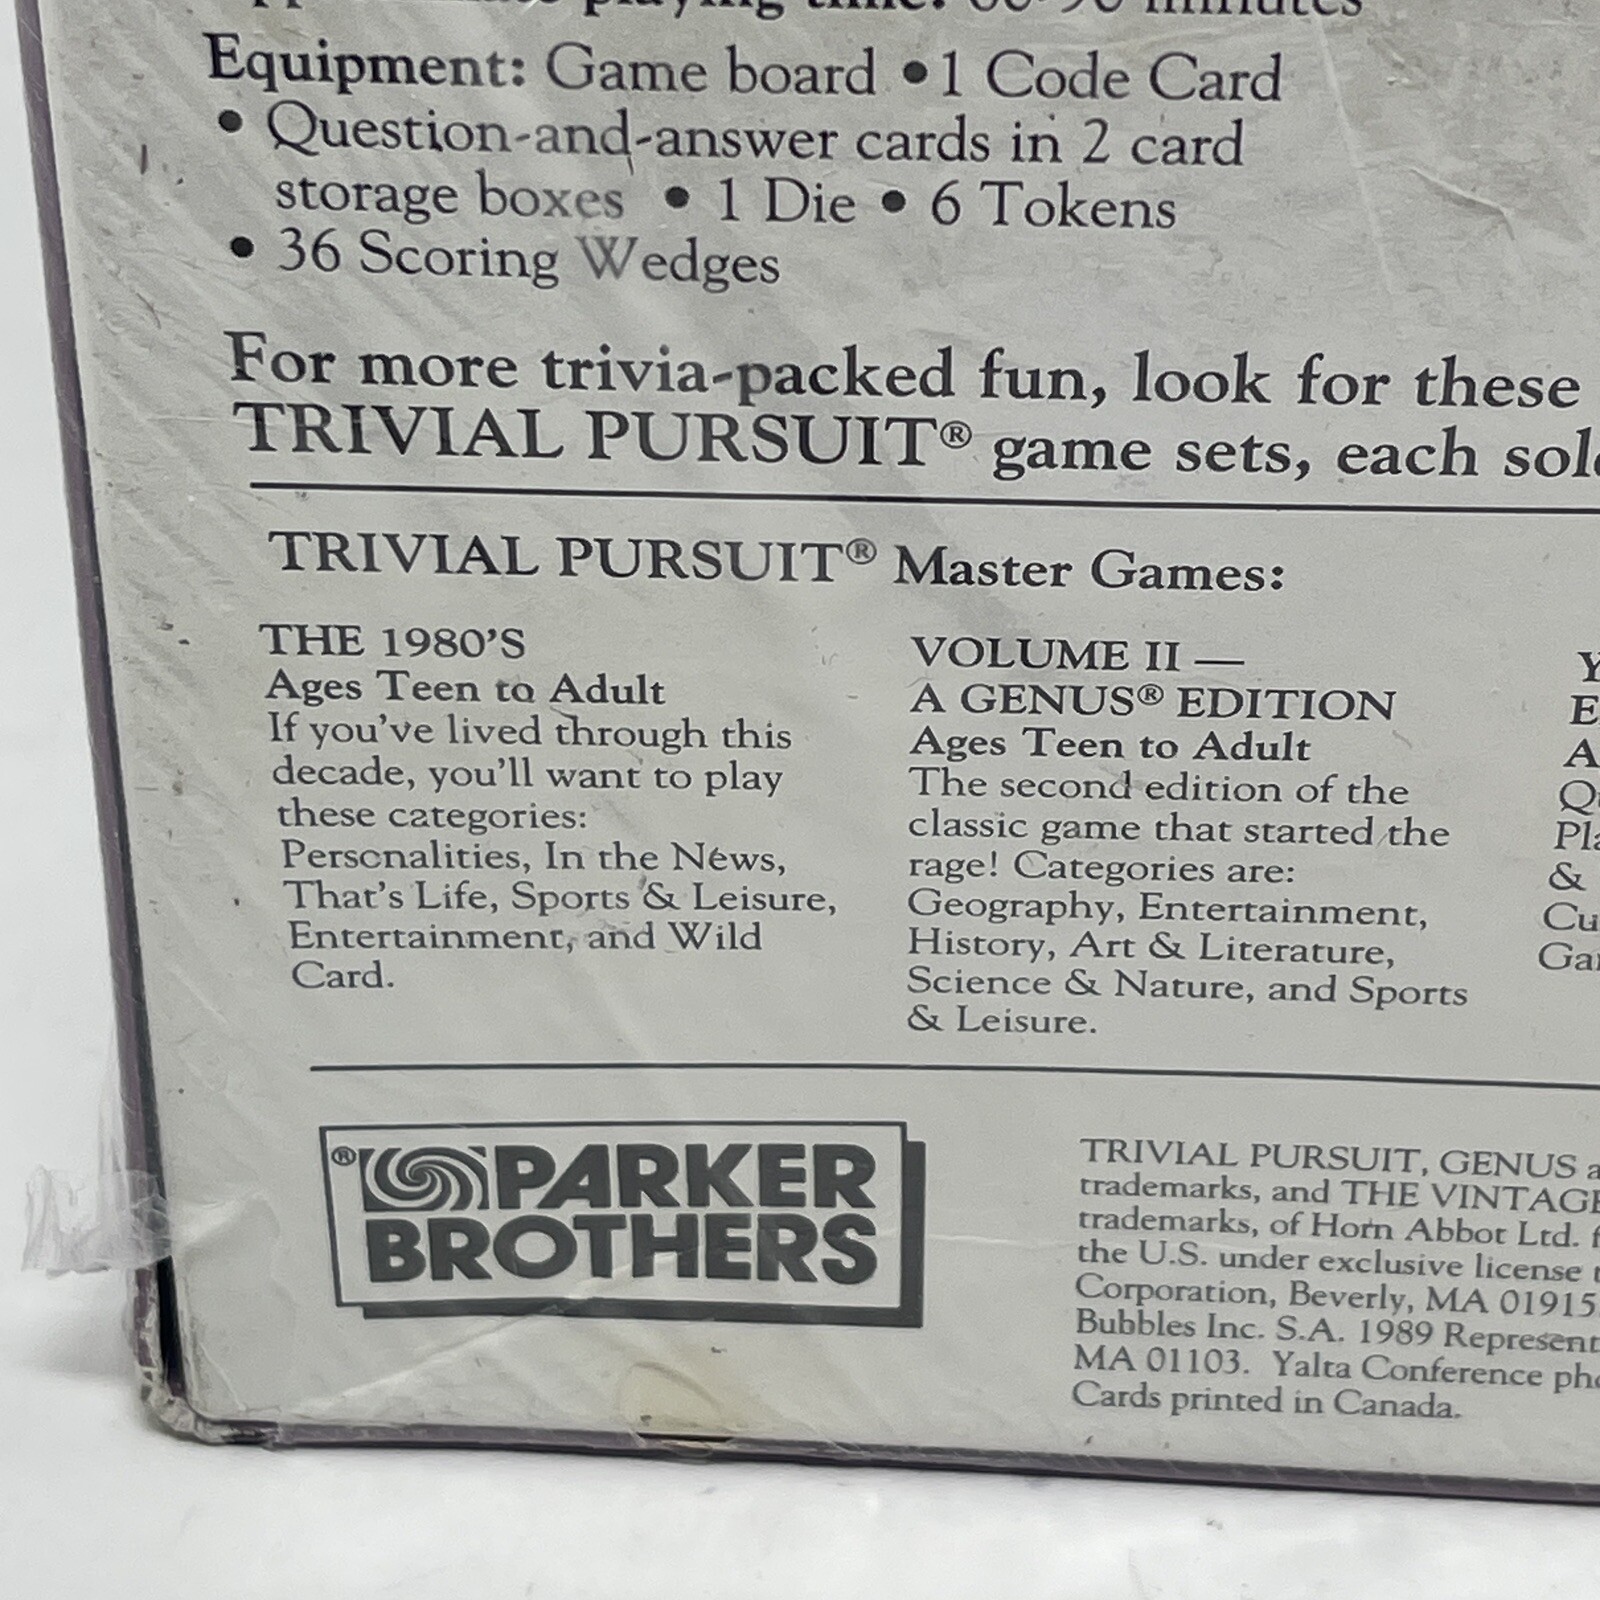 playing time: 60-90 minutes
Equipment: Game board • 1 Code Card
• Question-and-answer cards in 2 card
storage boxes • 1 Die • 6 Tokens
• 36 Scoring Wedges
For more trivia-packed fun, look for these
TRIVIAL PURSUIT® game sets, each
TRIVIAL PURSUIT® Master Games:
THE 1980'S
Ages Teen to Adult
If you've lived through this
decade, you'll want to play
these categories:
Personalities, In the News,
That's Life, Sports & Leisure,
Entertainment, and Wild
Card.
VOLUME II —
A GENUS® EDITION
Ages Teen to Adult
The second edition of the
classic game that started the
rage! Categories are:
Geography, Entertainment,
History, Art & Literature,
Science & Nature, and Sports
& Leisure.
&
® PARKER
BROTHERS
TRIVIAL PURSUIT, GENUS
trademarks, and THE VINTAGE
trademarks, of Horn Abbot Ltd.
the U.S. under exclusive license
Corporation, Beverly, MA 01915.
Bubbles Inc. S.A. 1989
MA 01103. Yalta Conference
Cards printed in Canada.